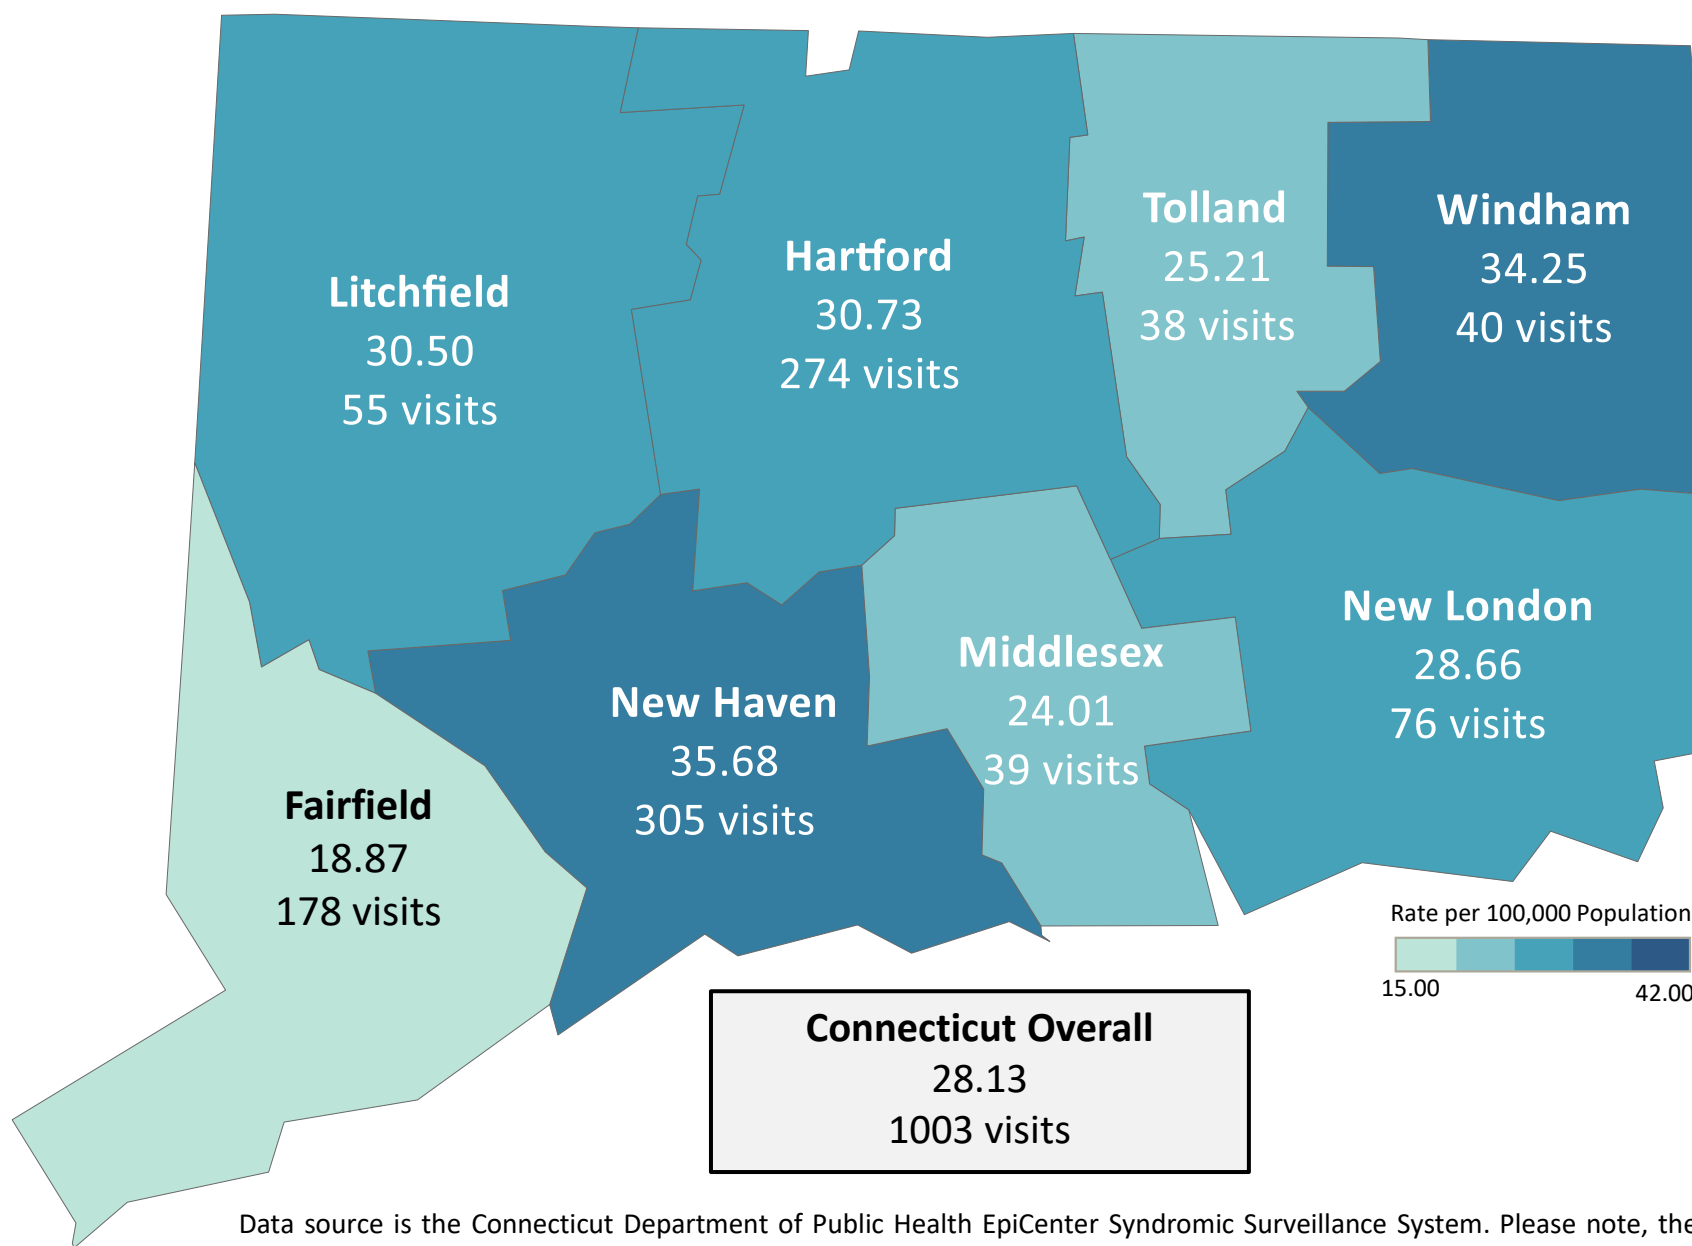 Tolland
25.21
38 visits
Windham
34.25
40 visits
Hartford
30.73
274 visits
Litchfield
30.50
55 visits
New London
28.66
76 visits
Middlesex
24.01
39 visits
New Haven
35.68
305 visits
Fairfield
18.87
178 visits
Rate per 100,000 Population
15.00
42.00
Connecticut Overall
28.13
1003 visits
Data source is the Connecticut Department of Public Health EpiCenter Syndromic Surveillance System. Please note, the